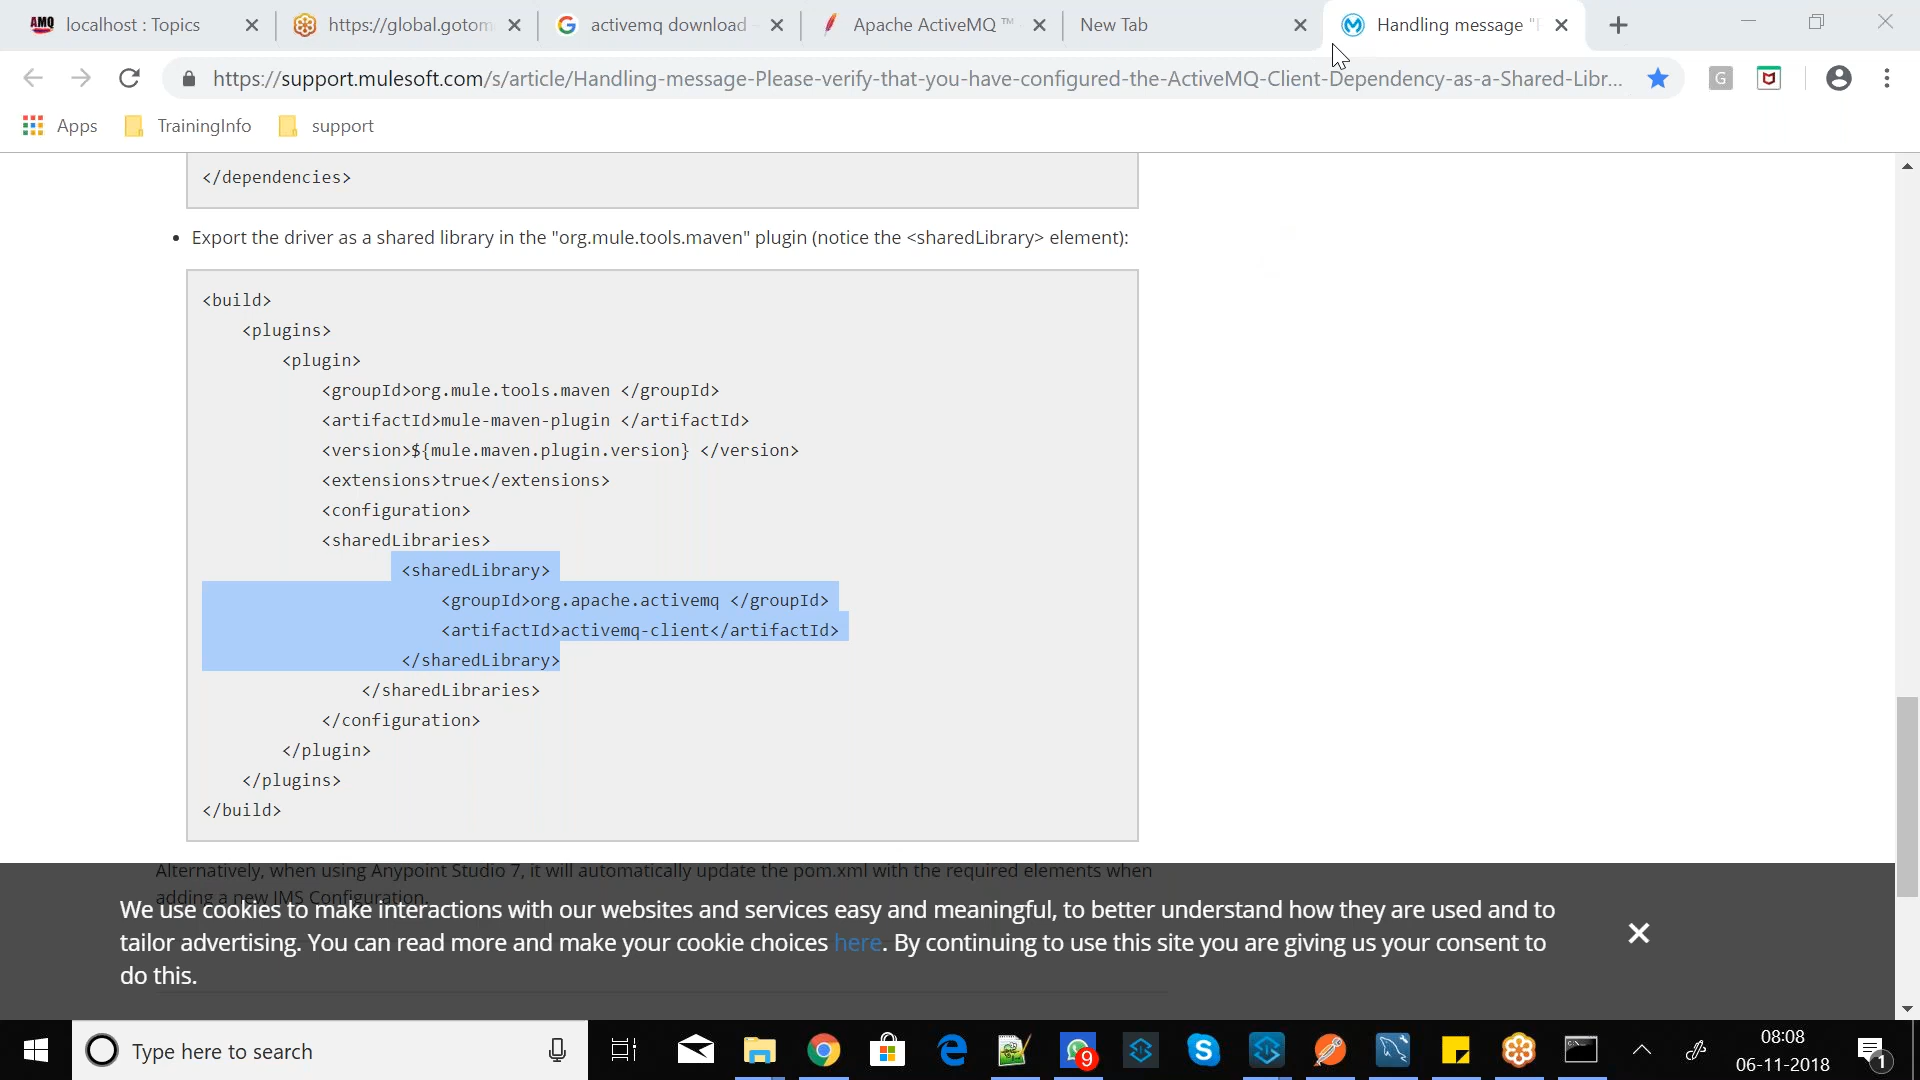 AMQ localhost : Topics
https://global.gotom
activemq download
Apache ActiveMQ ™
New Tab
Handling message "
https://support.mulesoft.com/s/article/Handling-message-Please-verify-that-you-have-configured-the-ActiveMQ-Client-Dependency-as-a-Shared-Libr...
G
Apps TrainingInfo support
</dependencies>
• Export the driver as a shared library in the "org.mule.tools.maven" plugin (notice the <sharedLibrary> element):
<build>
<plugins>
<plugin>
<groupId>org.mule.tools.maven </groupId>
<artifactId>mule-maven-plugin </artifactId>
<version>${mule.maven.plugin.version} </version>
<extensions>true</extensions>
<configuration>
<sharedLibraries>
<sharedLibrary>
<groupId>org.apache.activemq </groupId>
<artifactId>activemq-client</artifactId>
</sharedLibrary>
</sharedLibraries>
</configuration>
</plugin>
</plugins>
</build>
Alternatively, when using Anypoint Studio 7, it will automatically update the pom.xml with the required elements when
adding a new JMS Configuration.
We use cookies to make interactions with our websites and services easy and meaningful, to better understand how they are used and to
tailor advertising. You can read more and make your cookie choices here. By continuing to use this site you are giving us your consent to
do this.
Type here to search
9
08:08
06-11-2018
1